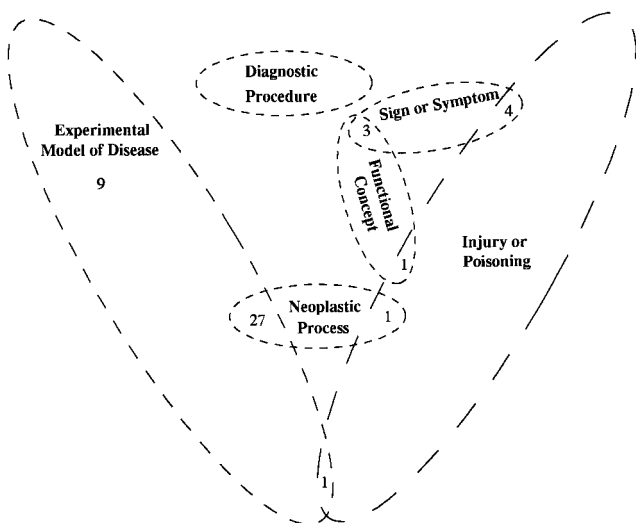 Diagnostic
Procedure
Sign or Symptom
4
3
Experimental
Model of Disease
9
Functional
Concept
Injury or
Poisoning
1
Neoplastic
Process
27
1
1